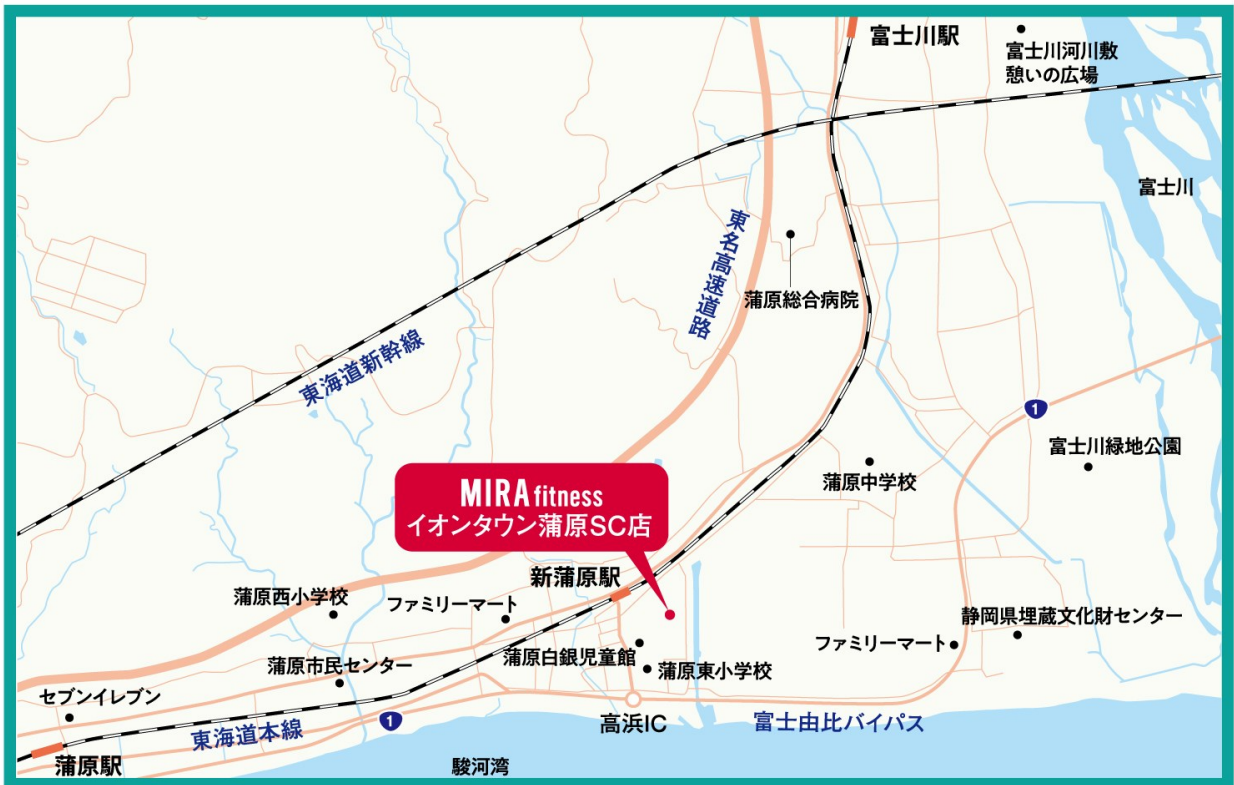 富士川駅
富士川河川敷
憩いの広場
富士川
東名高速道路
蒲原総合病院
東海道新幹線
1
富士川緑地公園
蒲原中学校
MIRA fitness
イオンタウン蒲原SC店
新蒲原駅
蒲原西小学校
ファミリーマート
静岡県埋蔵文化財センター
ファミリーマート
蒲原白銀児童館
蒲原東小学校
蒲原市民センター
セブンイレブン
1
高浜IC
富士由比バイパス
東海道本線
蒲原駅
駿河湾